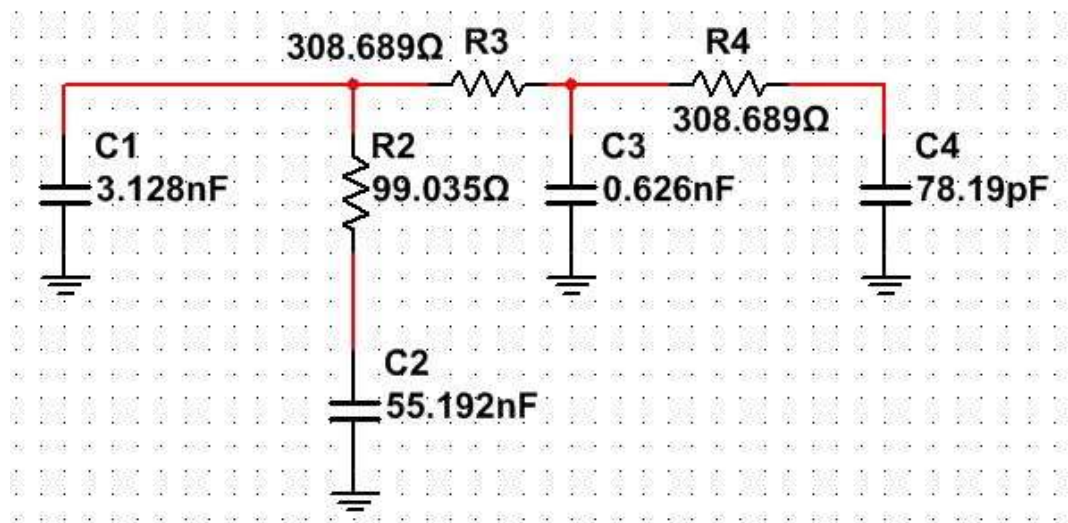 308.689Ω R3 R4
308.689Ω
C1 R2 C3 C4
3.128nF 99.035Ω 0.626nF 78.19pF
C2
55.192nF